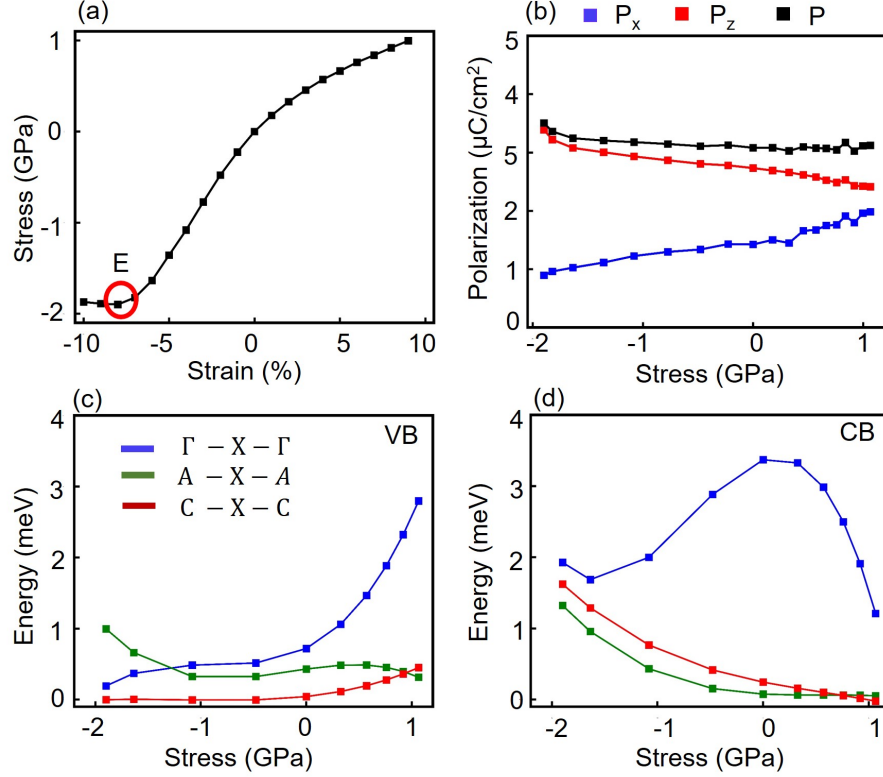 (a)
Stress (GPa)
1
0
-1
-2
E
-10
-5
0
5
10
Strain (%)
(b)
Pₓ
P_z
P
Polarization (μC/cm²)
5
4
5
2
1
0
-2
-1
0
1
Stress (GPa)
(c)
VB
Energy (meV)
4
3
2
1
0
Γ – X – Γ
A – X – A
C – X – C
-2
-1
0
1
Stress (GPa)
(d)
CB
Energy (meV)
4
3
2
1
0
-2
-1
0
1
Stress (GPa)